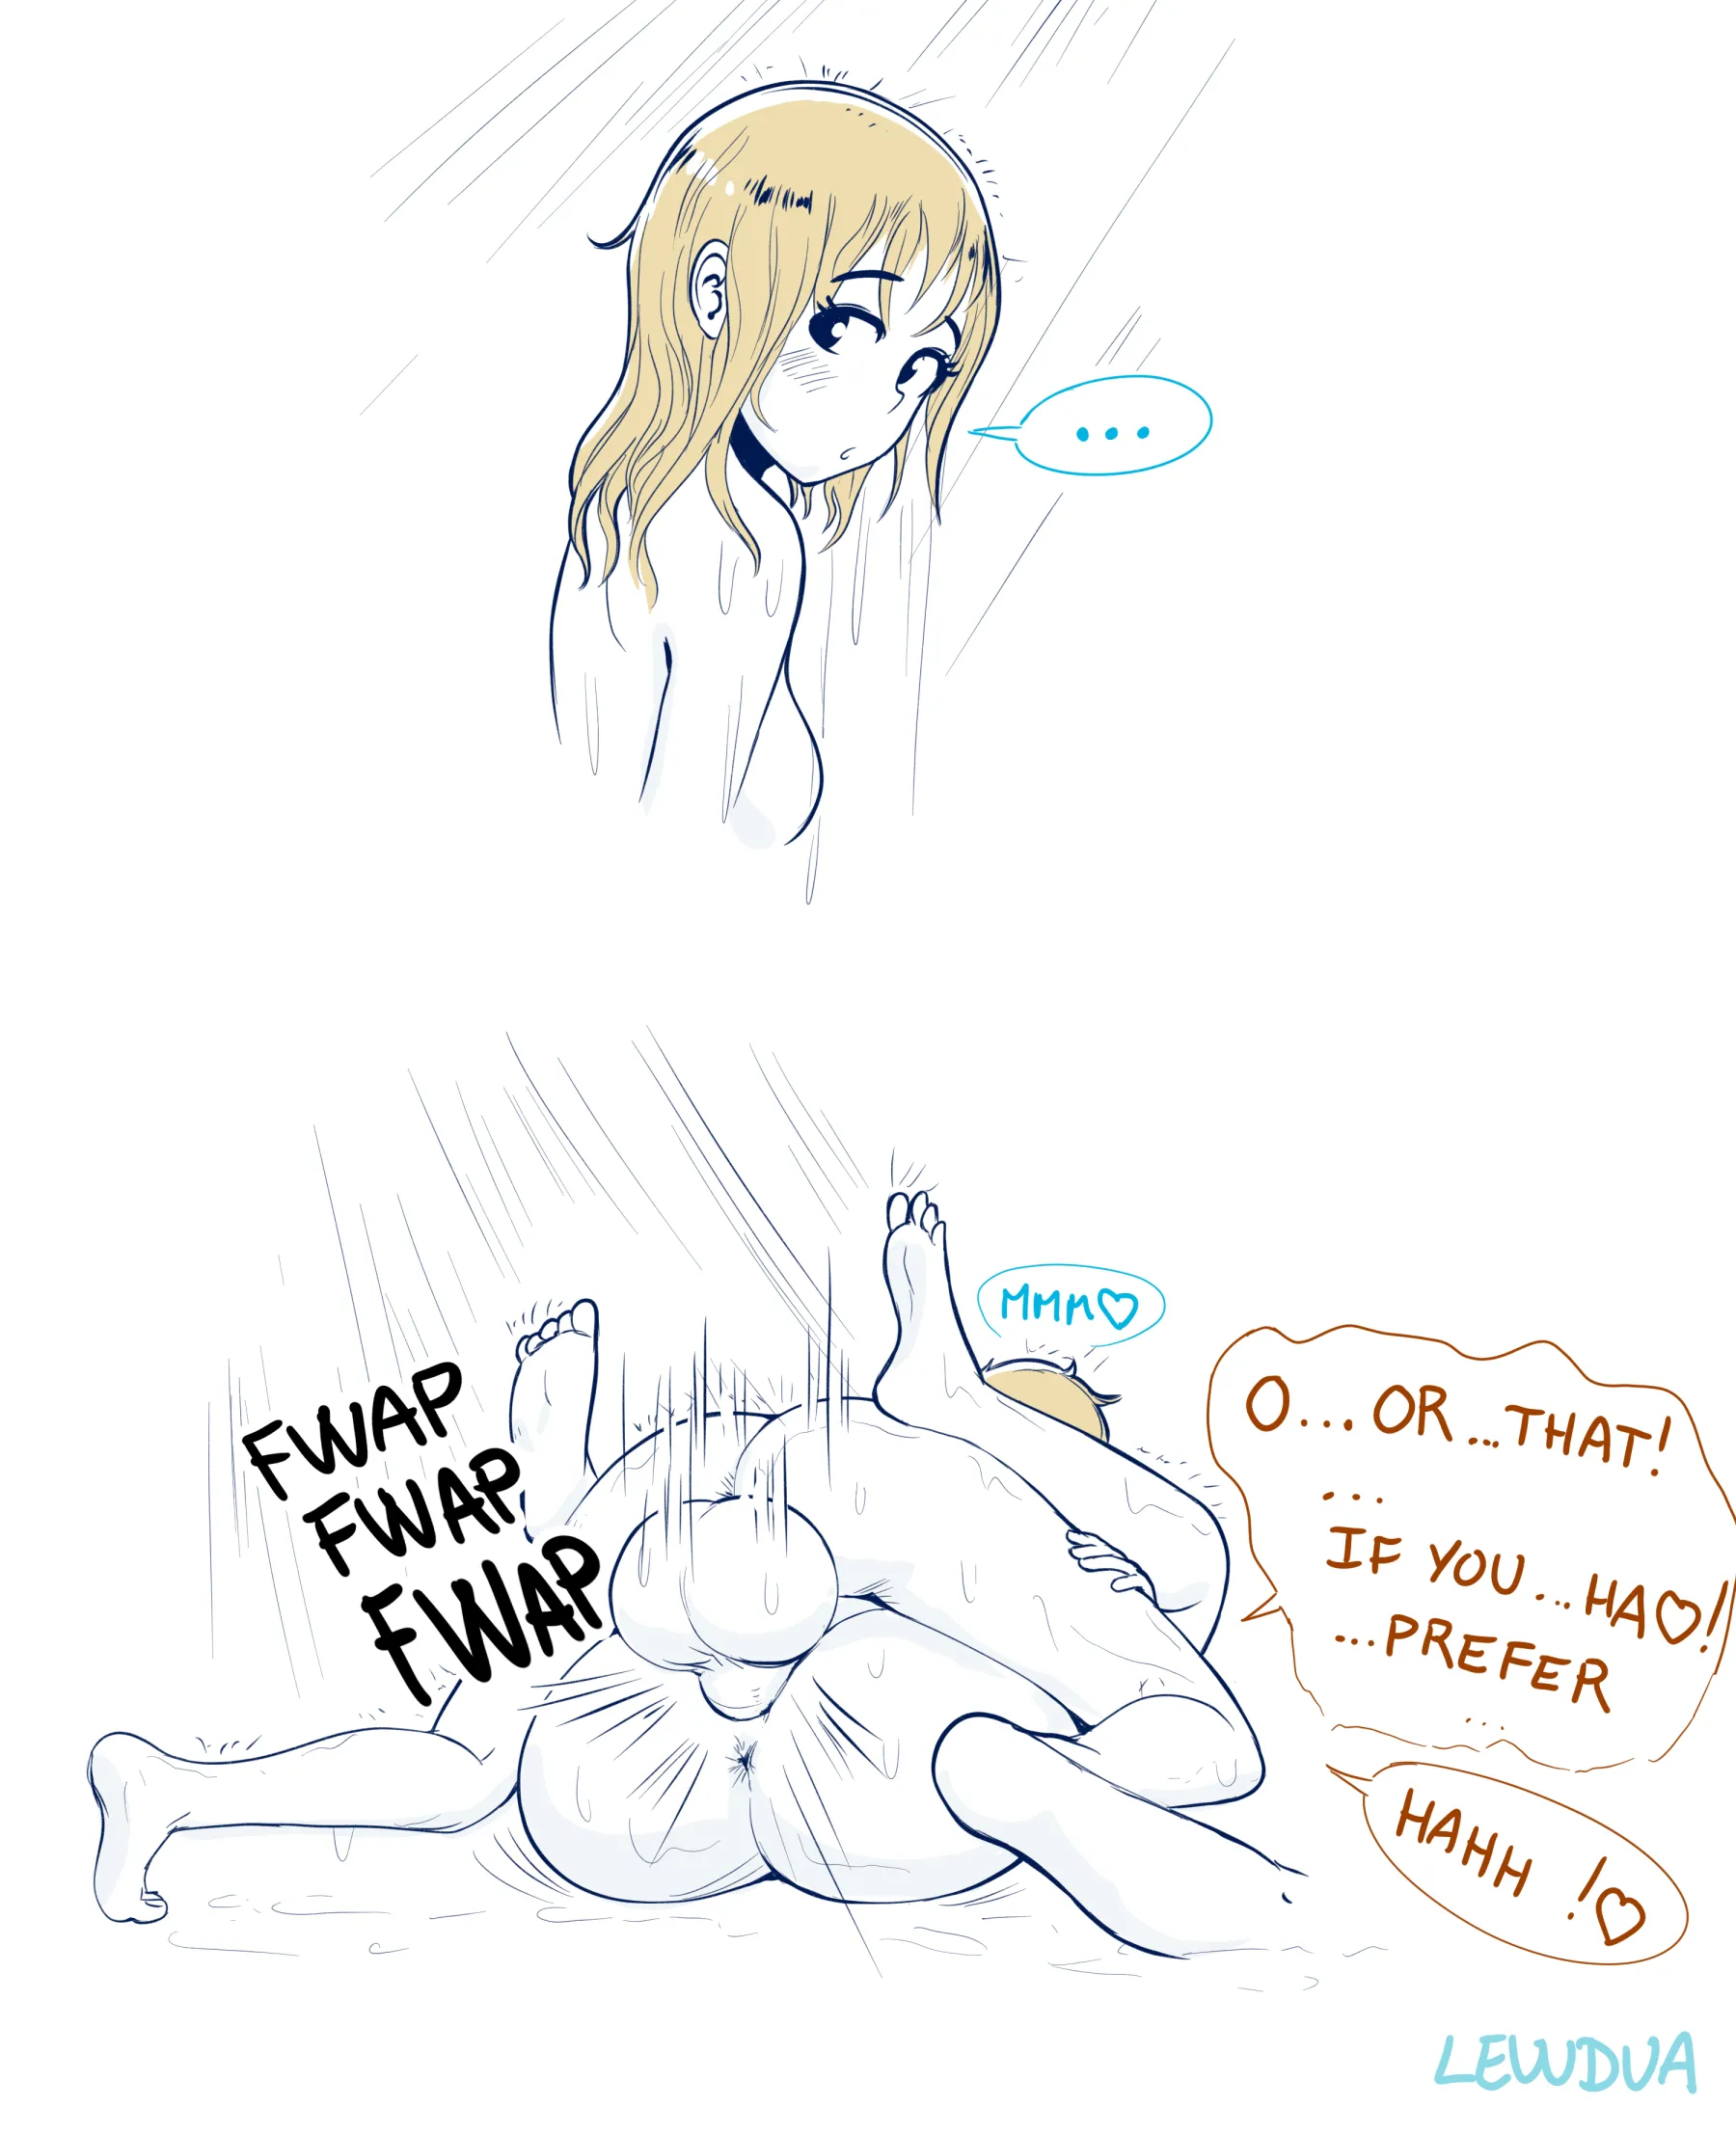 ...
MMM♡
O...OR...THAT!
...
IF YOU...HA♡!
...PREFER
...
HAHH !♡
FWAP
FWAP
FWAP
LEWDUA